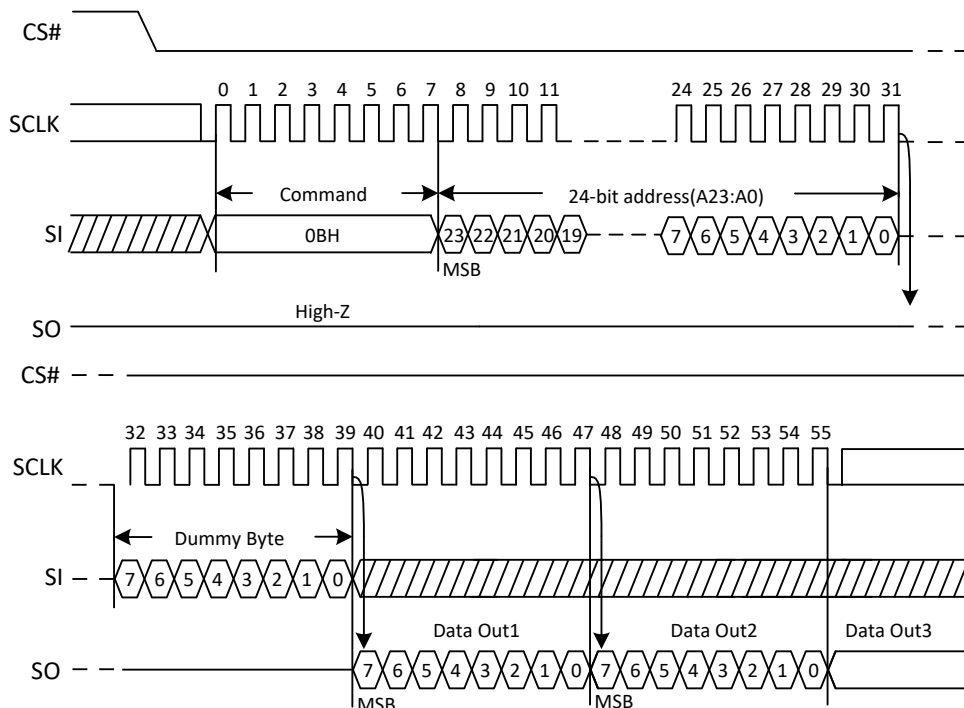 CS#
0 1 2 3 4 5 6 7 8 9 10 11 24 25 26 27 28 29 30 31
SCLK
Command 24-bit address(A23:A0)
SI 0BH 23 22 21 20 19 7 6 5 4 3 2 1 0
MSB
High-Z
SO
CS#
32 33 34 35 36 37 38 39 40 41 42 43 44 45 46 47 48 49 50 51 52 53 54 55
SCLK
Dummy Byte
SI 7 6 5 4 3 2 1 0
Data Out1 Data Out2 Data Out3
SO 7 6 5 4 3 2 1 0 7 6 5 4 3 2 1 0
MSB MSB